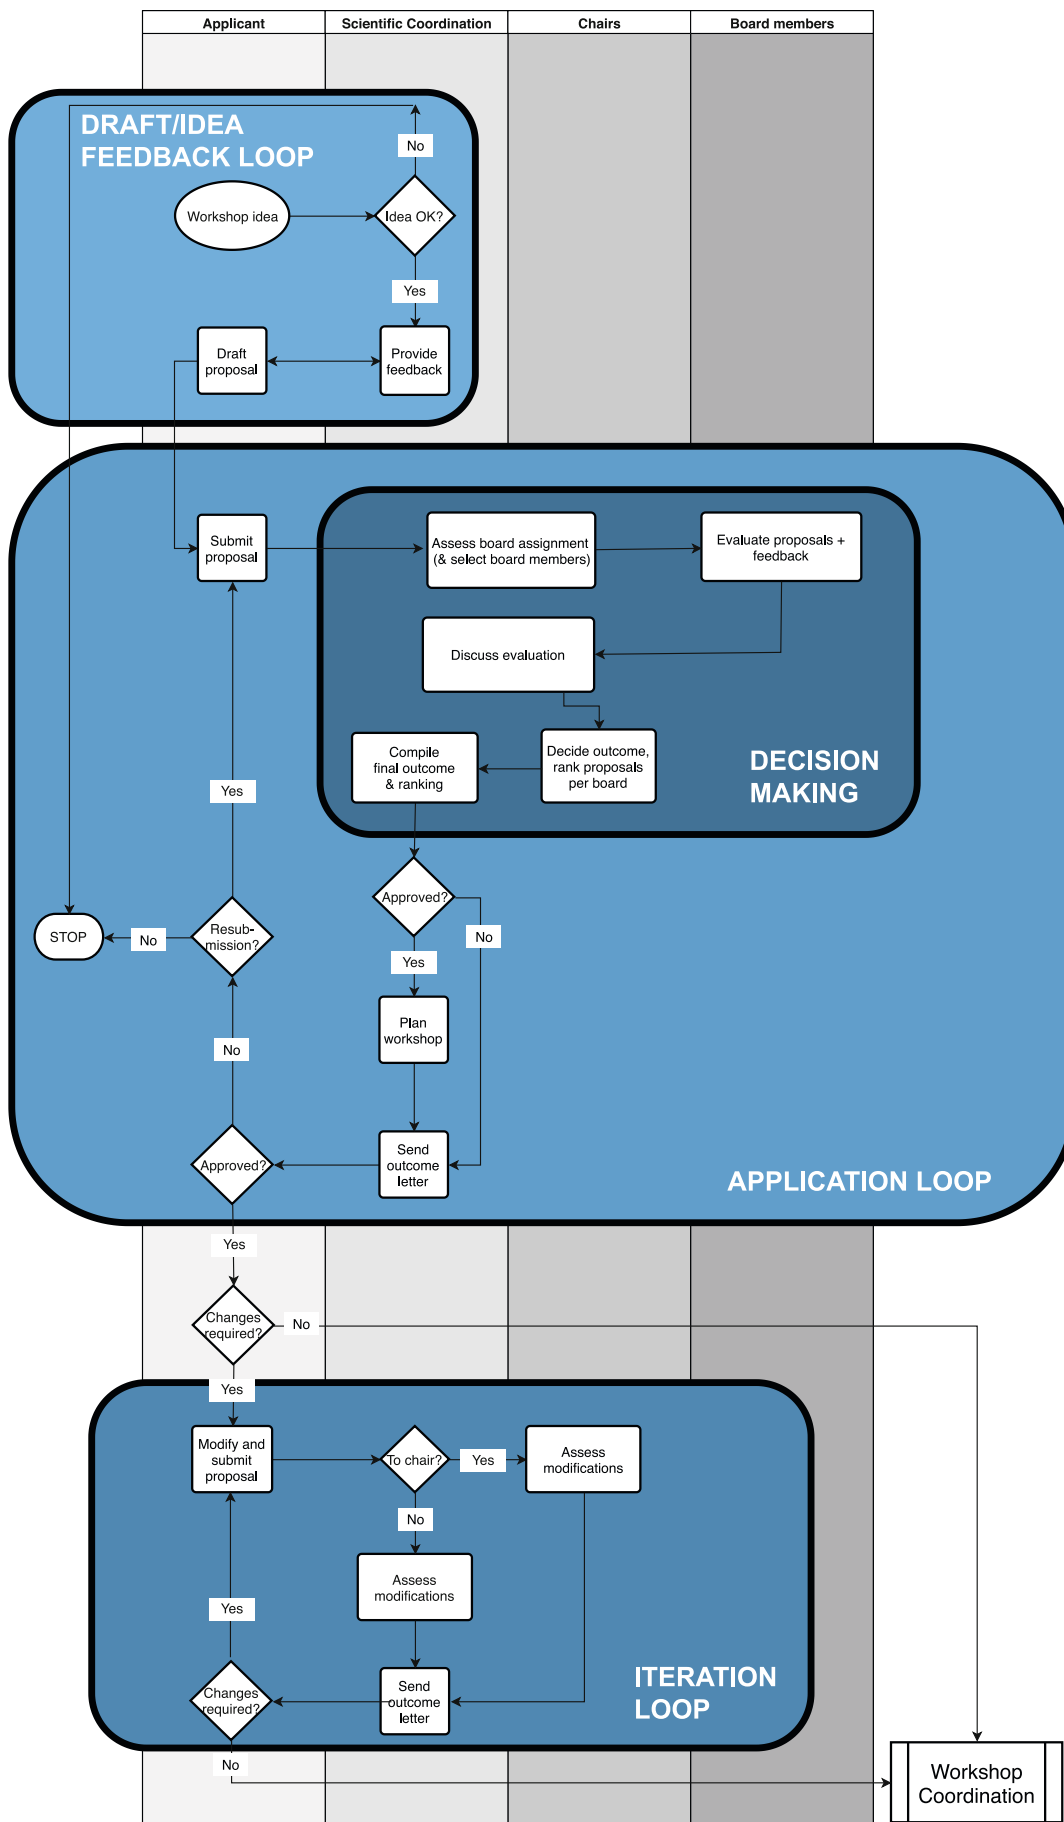 Applicant
Scientific Coordination
Chairs
Board members
DRAFT/IDEA
FEEDBACK LOOP
No
Workshop idea
Idea OK?
Yes
Draft
proposal
Provide
feedback
Submit
proposal
Assess board assignment
(& select board members)
Evaluate proposals +
feedback
Discuss evaluation
Compile
final outcome
& ranking
Decide outcome,
rank proposals
per board
DECISION
MAKING
Yes
Approved?
STOP
No
Resub-
mission?
No
Yes
Plan
workshop
No
Approved?
Send
outcome
letter
APPLICATION LOOP
Yes
Changes
required?
No
Yes
Modify and
submit
proposal
To chair?
Yes
Assess
modifications
No
Assess
modifications
Yes
Changes
required?
Send
outcome
letter
ITERATION
LOOP
No
Workshop
Coordination